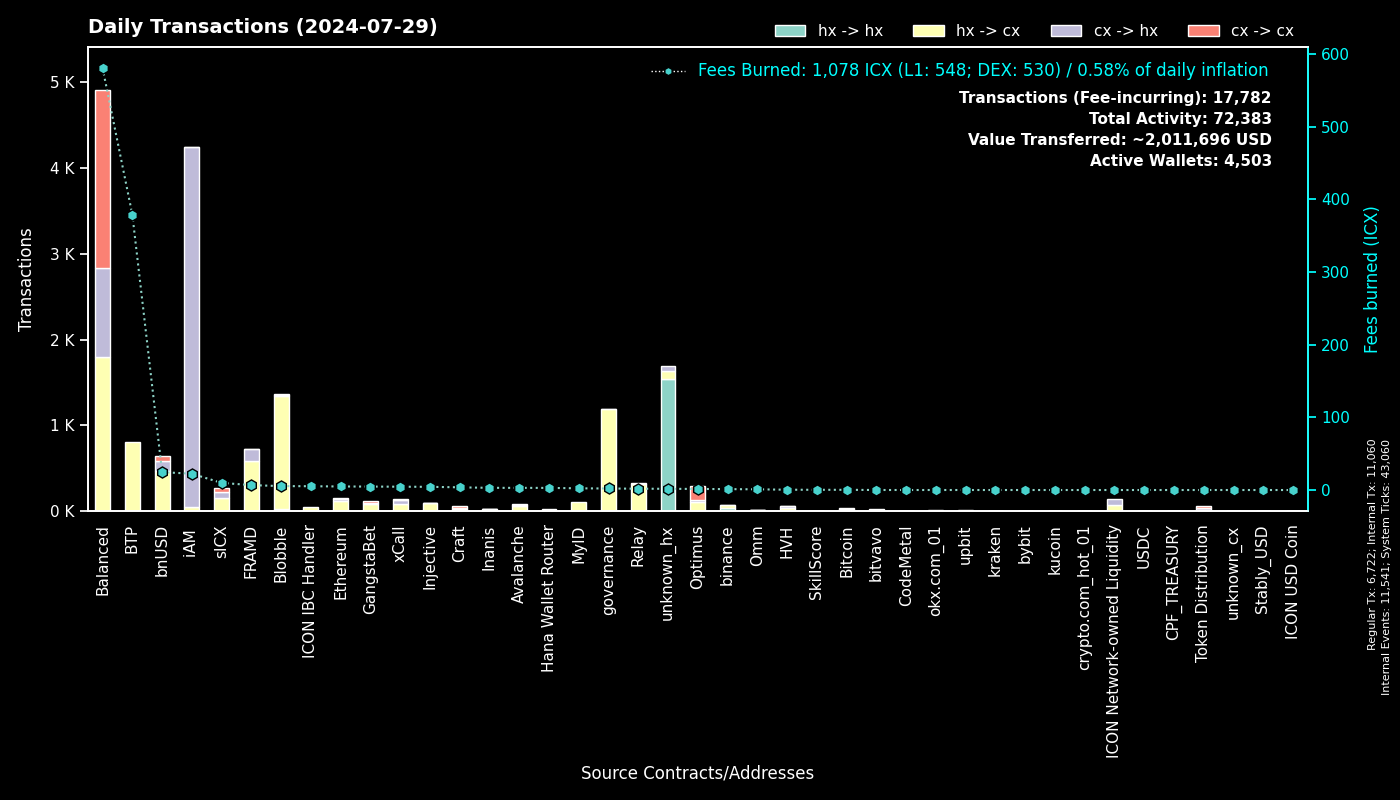 Daily Transactions (2024-07-29)
hx -> hx
hx -> cx
cx -> hx
cx -> cx
Fees Burned: 1,078 ICX (L1: 548; DEX: 530) / 0.58% of daily inflation
Transactions (Fee-incurring): 17,782
Total Activity: 72,383
Value Transferred: ~2,011,696 USD
Active Wallets: 4,503
Transactions
5 K
4 K
3 K
2 K
1 K
0 K
600
500
400
300
200
100
0
Fees burned (ICX)
Regular Tx: 6,722; Internal Tx: 11,060
Internal Events: 11,541; System Ticks: 43,060
Balanced
BTP
bnUSD
iAM
sICX
FRAMD
Blobble
ICON IBC Handler
Ethereum
GangstaBet
xCall
Injective
Craft
Inanis
Avalanche
Hana Wallet Router
MyID
governance
Relay
unknown_hx
Optimus
binance
Omm
HVH
SkillScore
Bitcoin
bitvavo
CodeMetal
okx.com_01
upbit
kraken
bybit
kucoin
crypto.com_hot_01
ICON Network-owned Liquidity
USDC
CPF_TREASURY
Token Distribution
unknown_cx
Stably_USD
ICON USD Coin
Source Contracts/Addresses